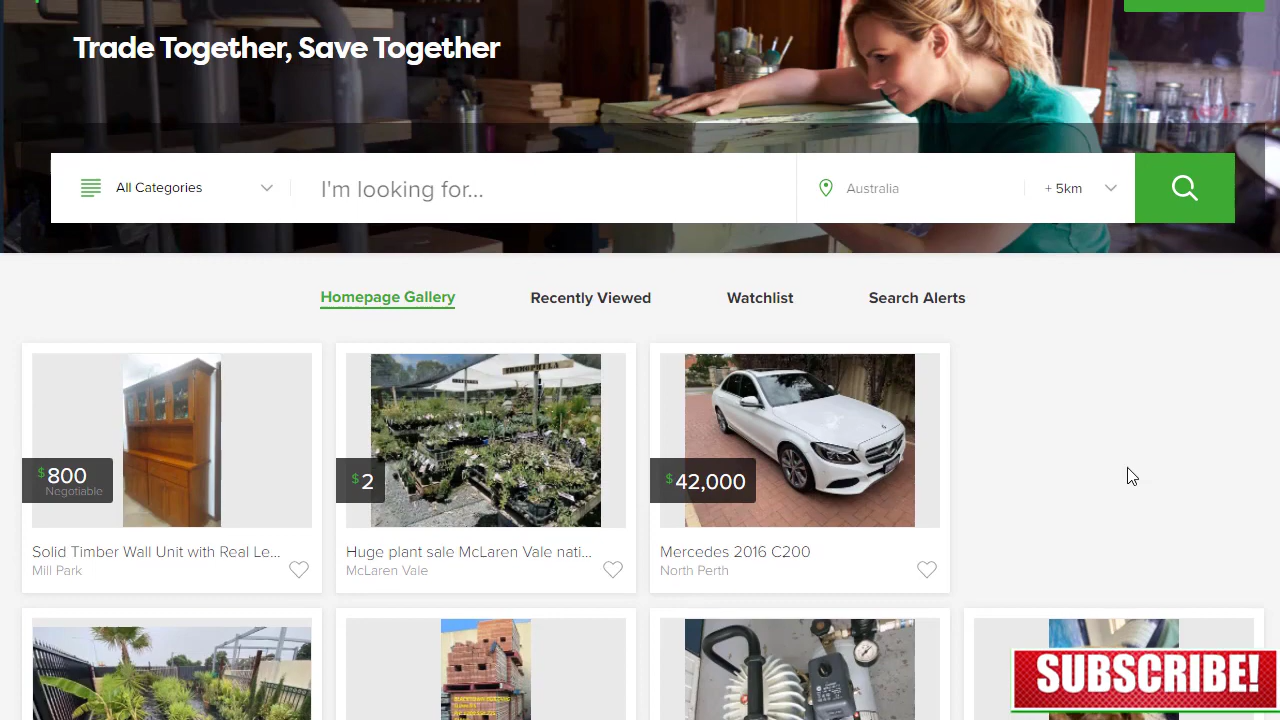 Trade Together, Save Together
All Categories
I'm looking for...
Australia
+ 5km
Homepage Gallery
Recently Viewed
Watchlist
Search Alerts
$800
Negotiable
$2
$42,000
Solid Timber Wall Unit with Real Le...
Mill Park
Huge plant sale McLaren Vale nati...
McLaren Vale
Mercedes 2016 C200
North Perth
SUBSCRIBE!